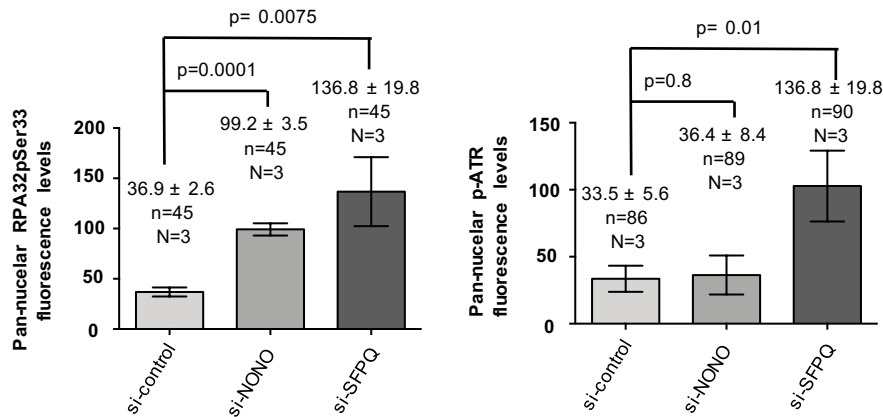 p= 0.0075
p=0.0001
136.8 ± 19.8
n=45
N=3
99.2 ± 3.5
n=45
N=3
36.9 ± 2.6
n=45
N=3
Pan-nucelar RPA32pSer33
fluorescence levels
200
150
100
50
0
si-control
si-NONO
si-SFPQ
p= 0.01
p=0.8
136.8 ± 19.8
n=90
N=3
36.4 ± 8.4
n=89
N=3
33.5 ± 5.6
n=86
N=3
Pan-nucelar p-ATR
fluorescence levels
150
100
50
0
si-control
si-NONO
si-SFPQ